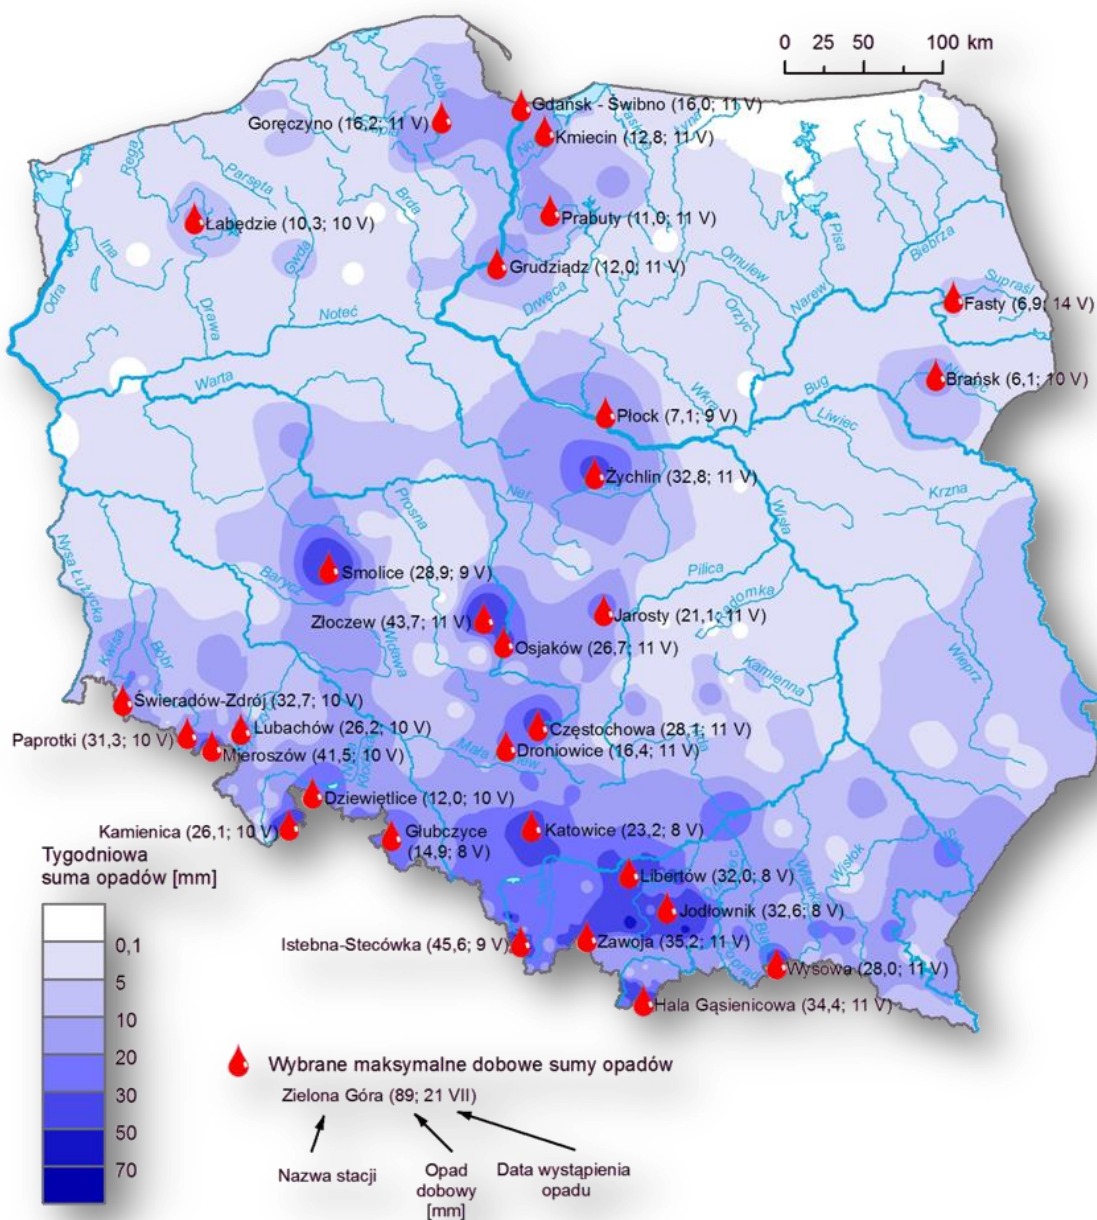 0 25 50 100 km
Łeba
Gdańsk - Świbno (16,0; 11 V)
Goręczyno (16,2; 11 V)
Kmiecin (12,8; 11 V)
Rega
Parsęta
Brda
Łabędzie (10,3; 10 V)
Prabuty (11,0; 11 V)
Pisa
Biebrza
Ina
Gwda
Omulew
Grudziądz (12,0; 11 V)
Supraśl
Odra
Drawa
Drwęca
Narew
Fasty (6,9; 14 V)
Noteć
Orzyc
Warta
Wkra
Bug
Brańsk (6,1; 10 V)
Płock (7,1; 9 V)
Liwiec
Żychlin (32,8; 11 V)
Prosna
Ner
Krzna
Wisła
Nysa Łużycka
Smolice (28,9; 9 V)
Barycz
Pilica
Złoczew (43,7; 11 V)
Jarosty (21,1; 11 V)
Radomka
Osjaków (26,7; 11 V)
Widawa
Kwisa
Bóbr
Kamienna
Wieprz
Świeradów-Zdrój (32,7; 10 V)
Paprotki (31,3; 10 V)
Lubachów (26,2; 10 V)
Mieroszów (41,5; 10 V)
Częstochowa (28,1; 11 V)
Droniowice (16,4; 11 V)
Mała
Dziewiętlice (12,0; 10 V)
Kamienica (26,1; 10 V)
Głubczyce
(14,9; 8 V)
Katowice (23,2; 8 V)
San
Wisłok
Libertów (32,0; 8 V)
Jodłownik (32,6; 8 V)
Istebna-Stecówka (45,6; 9 V)
Zawoja (35,2; 11 V)
Poprad
Wysowa (28,0; 11 V)
Hala Gąsienicowa (34,4; 11 V)
Tygodniowa
suma opadów [mm]
0,1
5
10
20
30
50
70
Wybrane maksymalne dobowe sumy opadów
Zielona Góra (89; 21 VII)
Nazwa stacji
Opad
dobowy
[mm]
Data wystąpienia
opadu